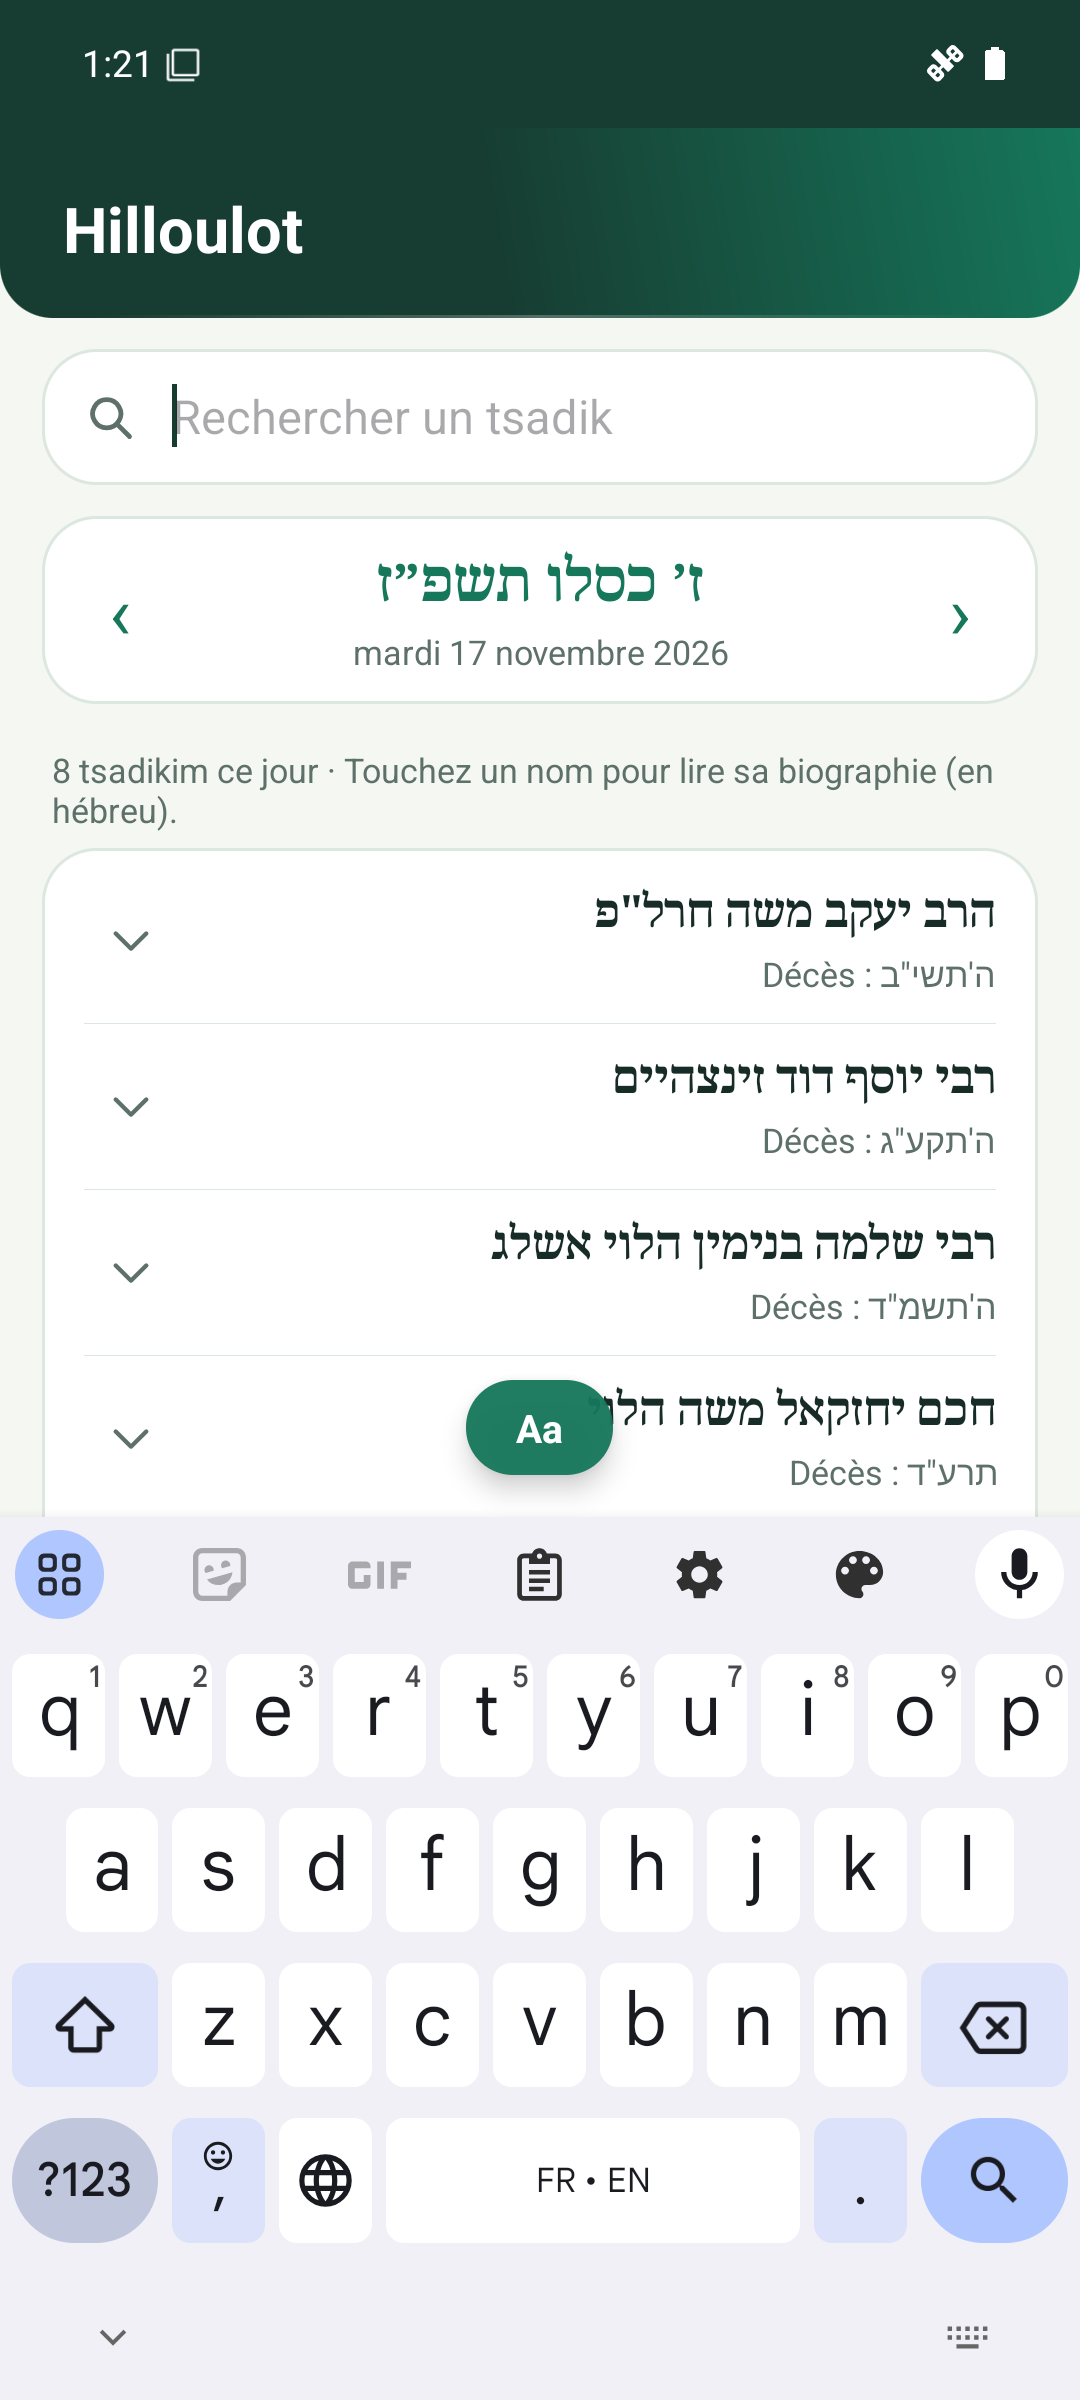 1:21
Hilloulot
Rechercher un tsadik
ז׳ כסלו תשפ״ז
mardi 17 novembre 2026
8 tsadikim ce jour · Touchez un nom pour lire sa biographie (en
hébreu).
הרב יעקב משה חרל"פ
Décès : ה'תשי"ב
רבי יוסף דוד זינצהיים
Décès : ה'תקע"ג
רבי שלמה בנימין הלוי אשלג
Décès : ה'תשמ"ד
חכם יחזקאל משה הלוי
Aa
Décès : תרע"ד
GIF
q 1 w 2 e 3 r 4 t 5 y 6 u 7 i 8 o 9 p 0
a s d f g h j k l
z x c v b n m
?123 , FR • EN .